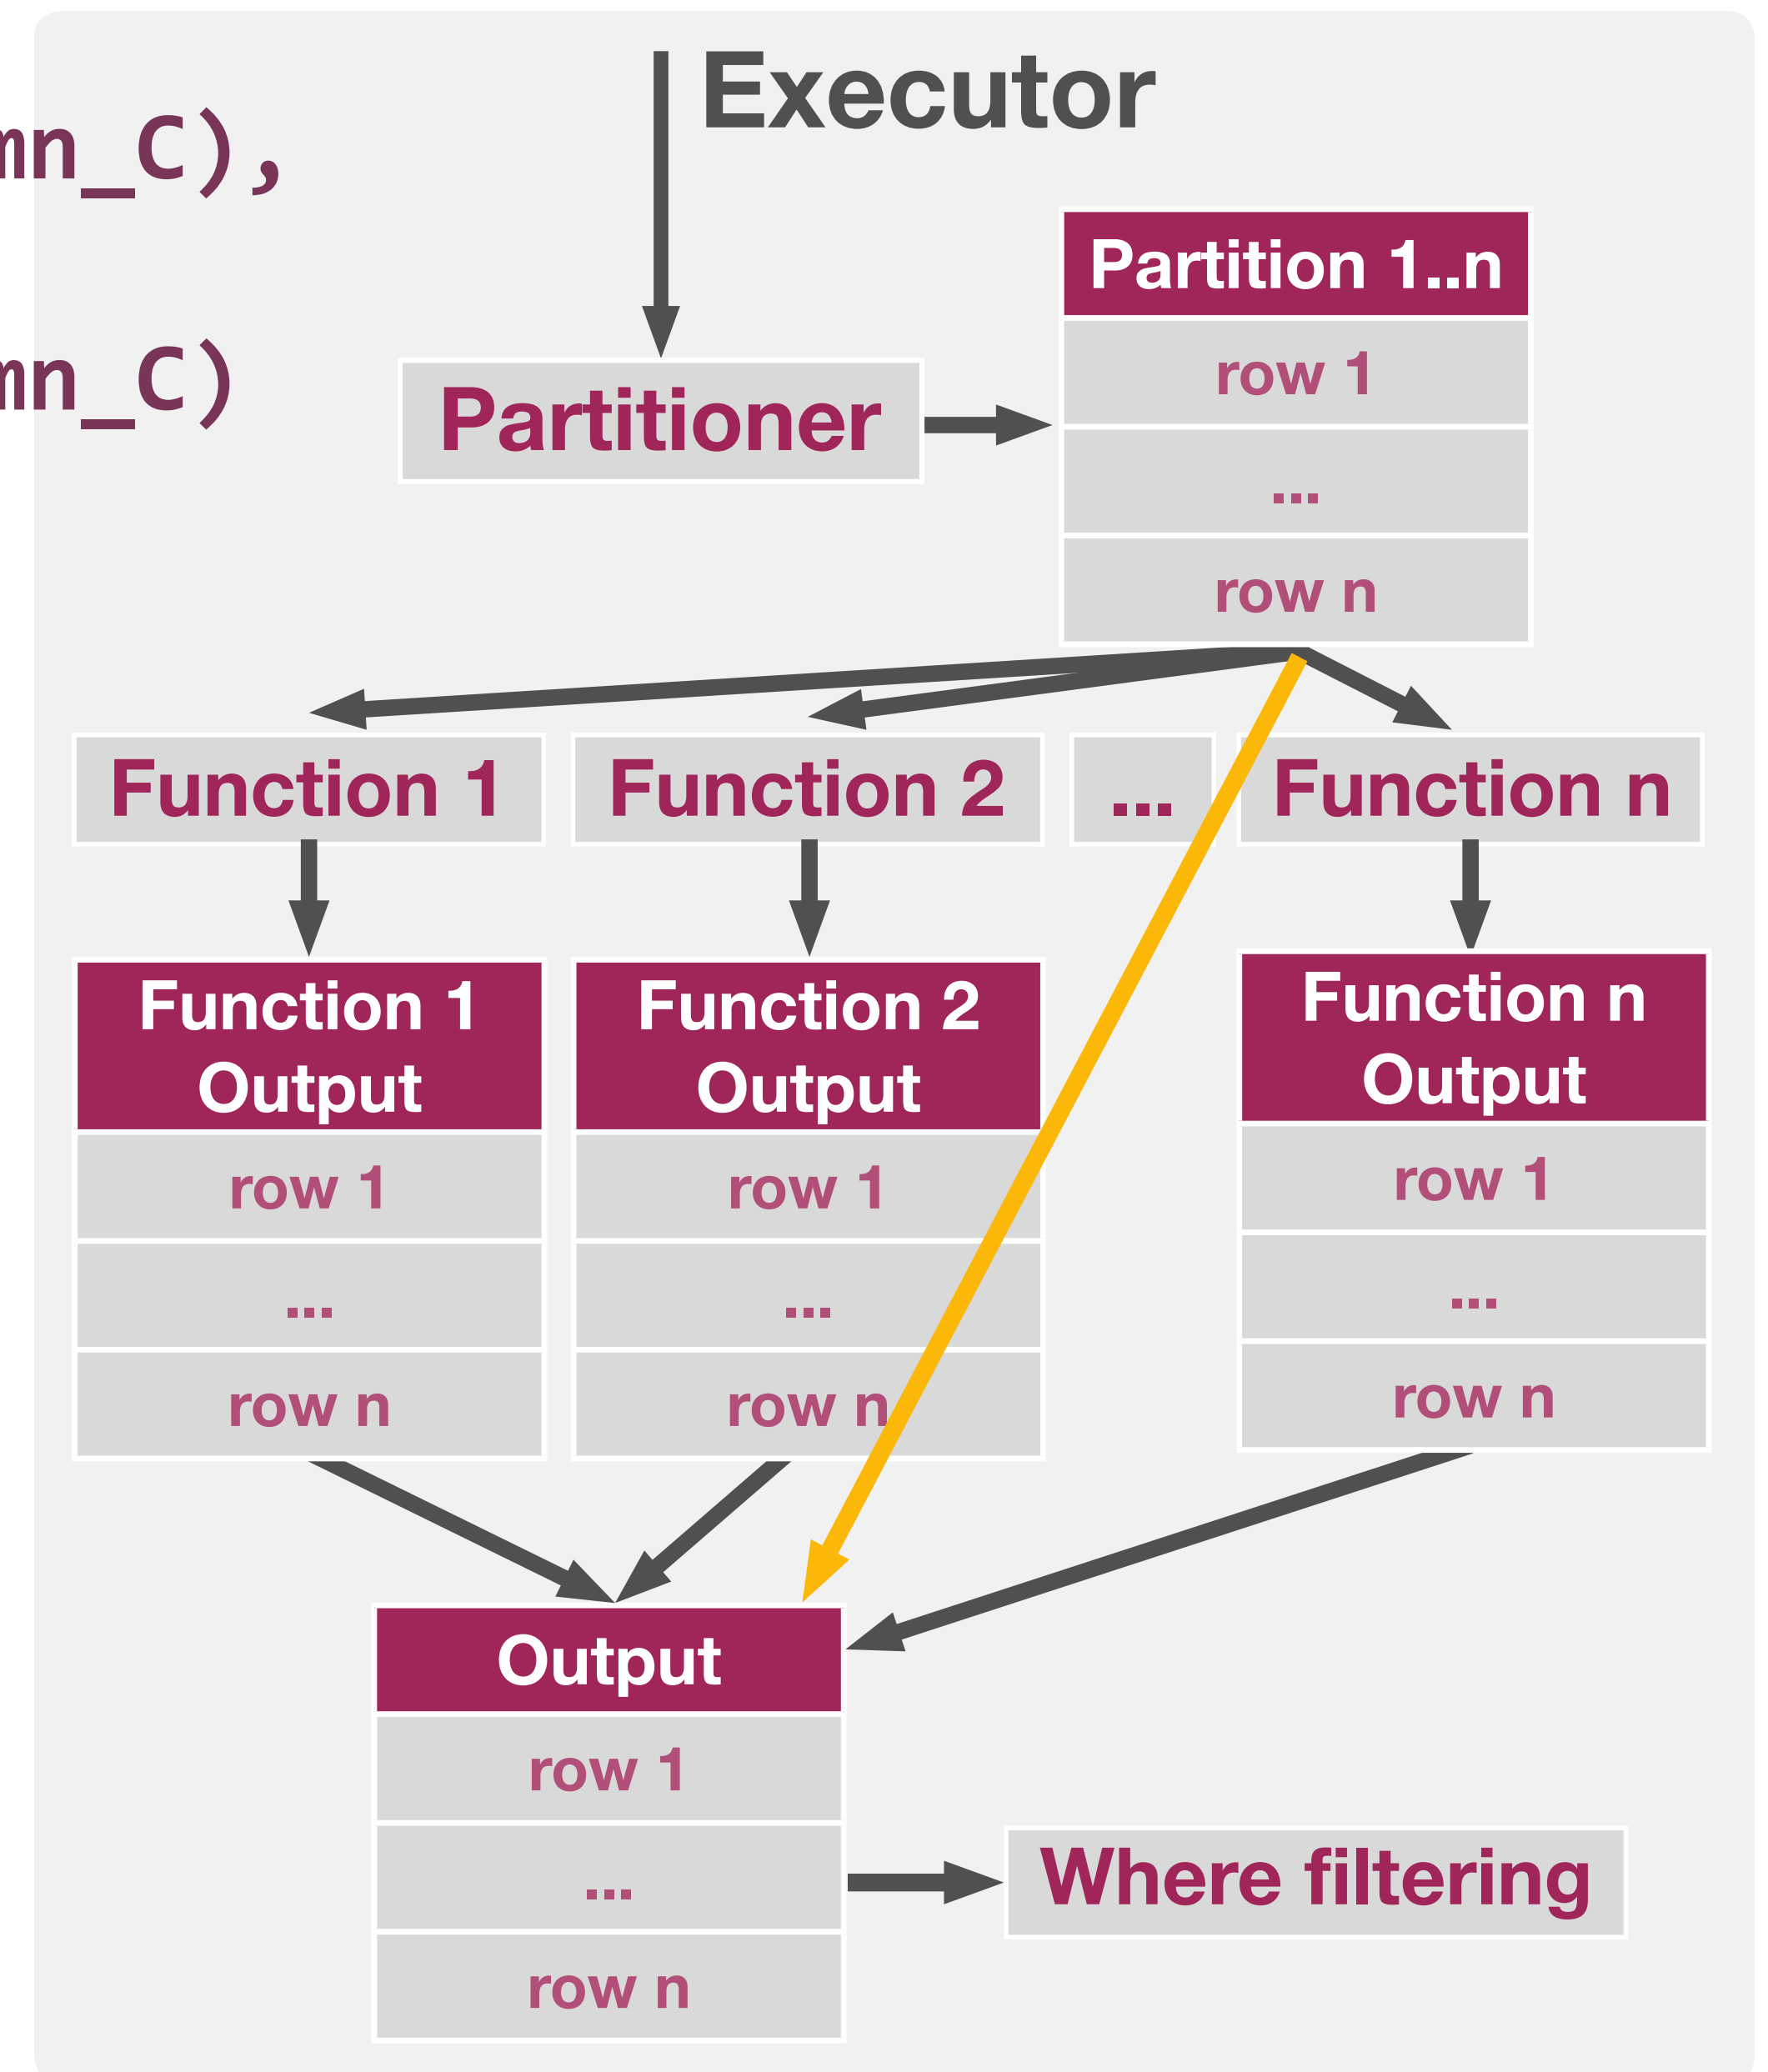 Executor
mn_C),
mn_C)
Partitioner
Partition 1..n
row 1
...
row n
Function 1
Function 2
...
Function n
Function 1
Output
row 1
...
row n
Function 2
Output
row 1
...
row n
Function n
Output
row 1
...
row n
Output
row 1
...
row n
Where filtering